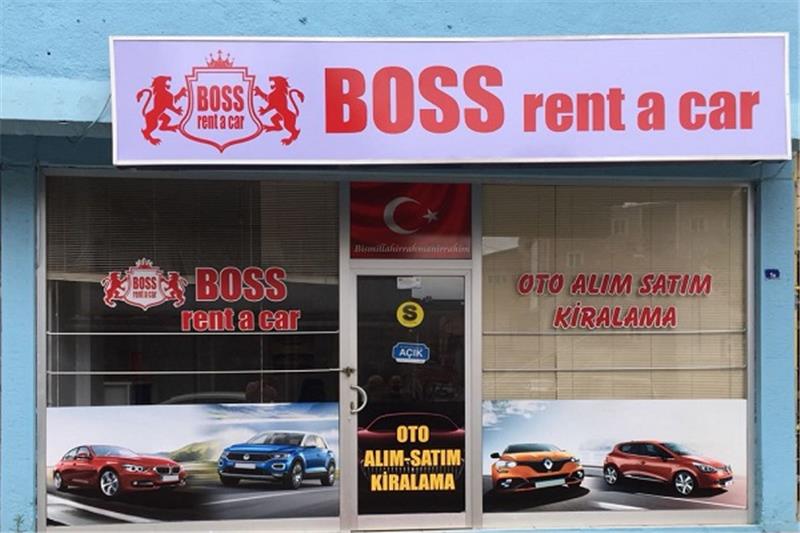 BOSS
rent a car
BOSS rent a car
Bismillahirrahmanirrahim
BOSS
rent a car
BOSS
rent a car
S
AÇIK
OTO
ALIM-SATIM
KİRALAMA
OTO ALIM SATIM
KİRALAMA